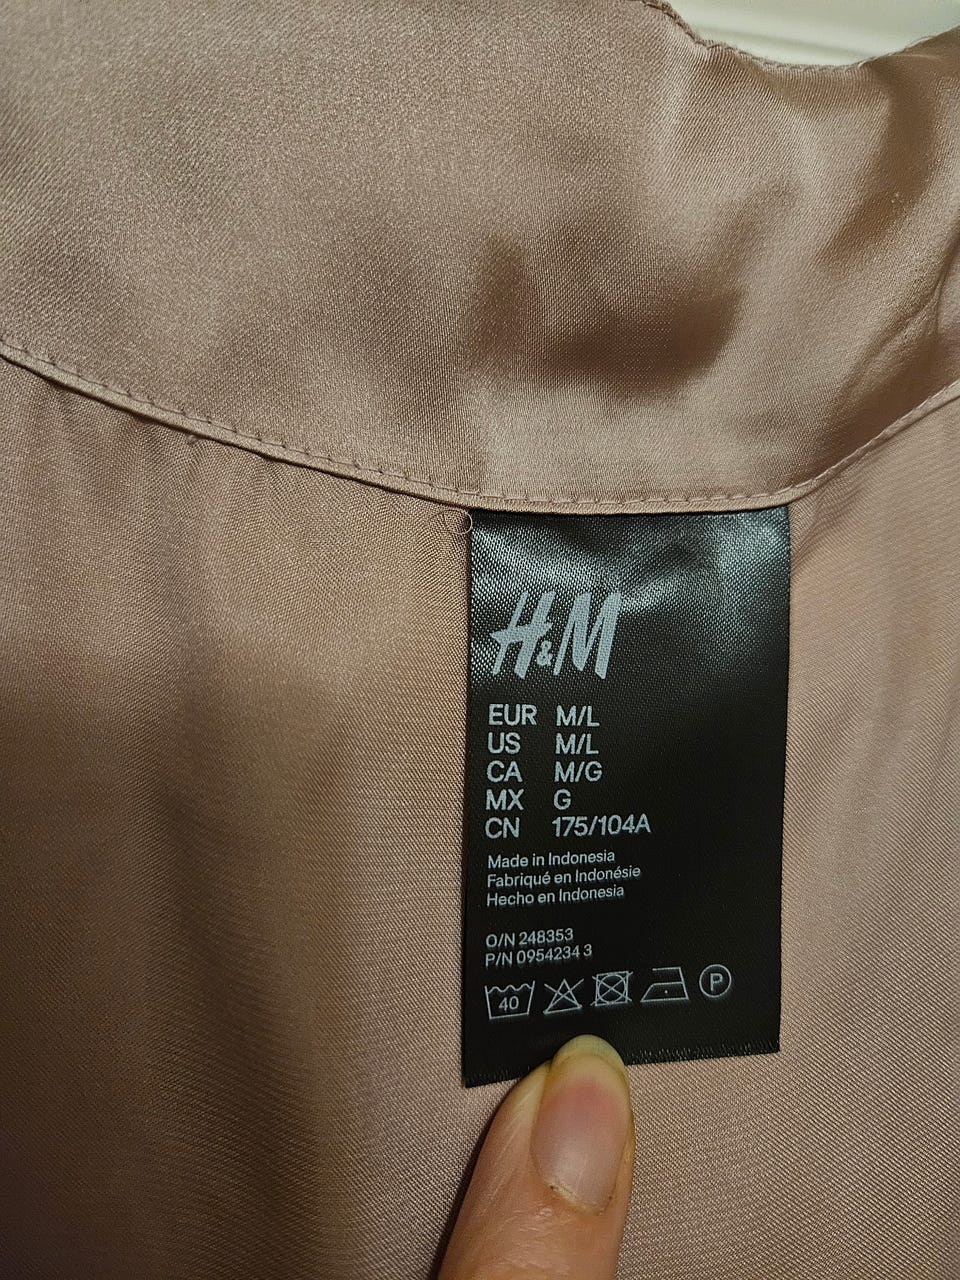 H&M
EUR M/L
US M/L
CA M/G
MX G
CN 175/104A
Made in Indonesia
Fabriqué en Indonésie
Hecho en Indonesia
O/N 248353
P/N 0954234 3
40 P